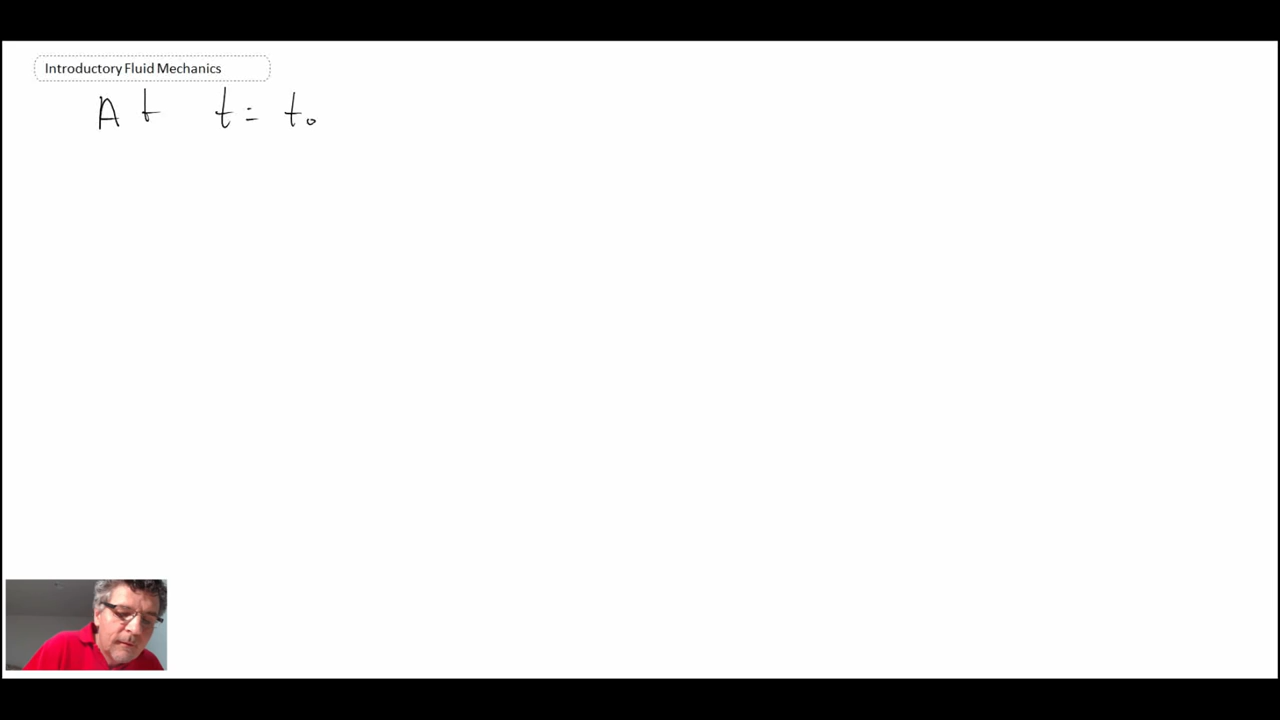 Introductory Fluid Mechanics
At t = t₀